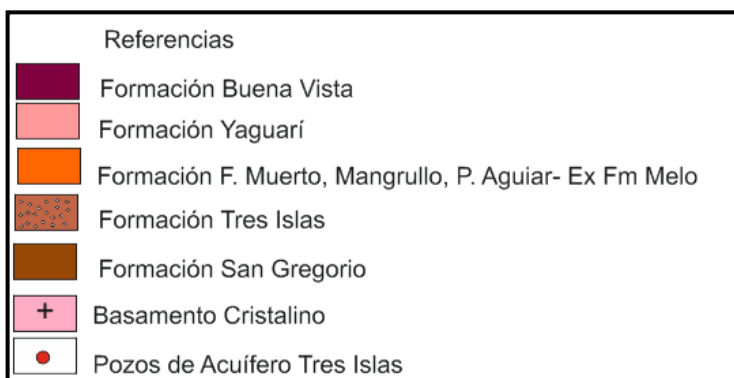 Referencias
Formación Buena Vista
Formación Yaguarí
Formación F. Muerto, Mangrullo, P. Aguiar- Ex Fm Melo
Formación Tres Islas
Formación San Gregorio
Basamento Cristalino
Pozos de Acuífero Tres Islas